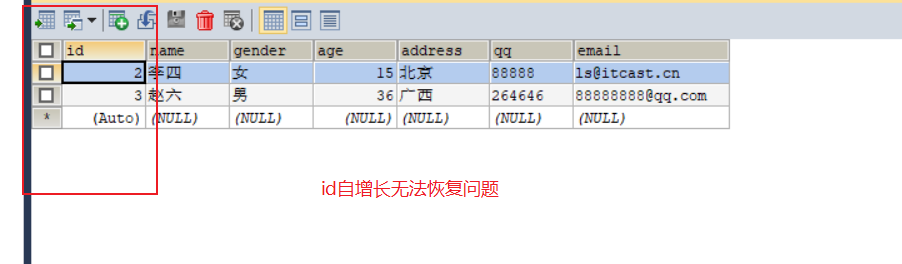 id name gender age address qq email
2 李四 女 15 北京 88888 ls@itcast.cn
3 赵六 男 36 广西 264646 88888888@qq.com
* (Auto) (NULL) (NULL) (NULL) (NULL) (NULL) (NULL)
id自增长无法恢复问题